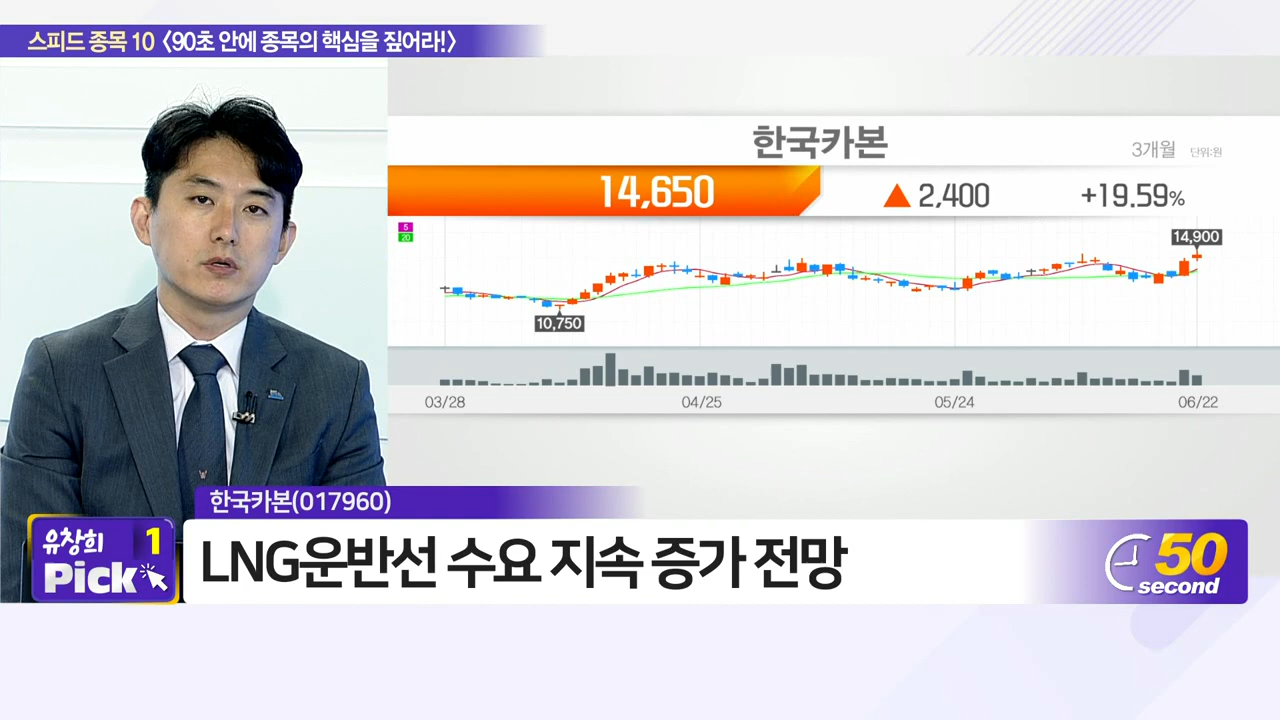 스피드 종목 10 <90초 안에 종목의 핵심을 짚어라!>
한국카본
3개월 단위:원
14,650 ▲ 2,400 +19.59%
5
20
14,900
10,750
03/28 04/25 05/24 06/22
한국카본(017960)
유창희 1
Pick
LNG운반선 수요 지속 증가 전망
50
second